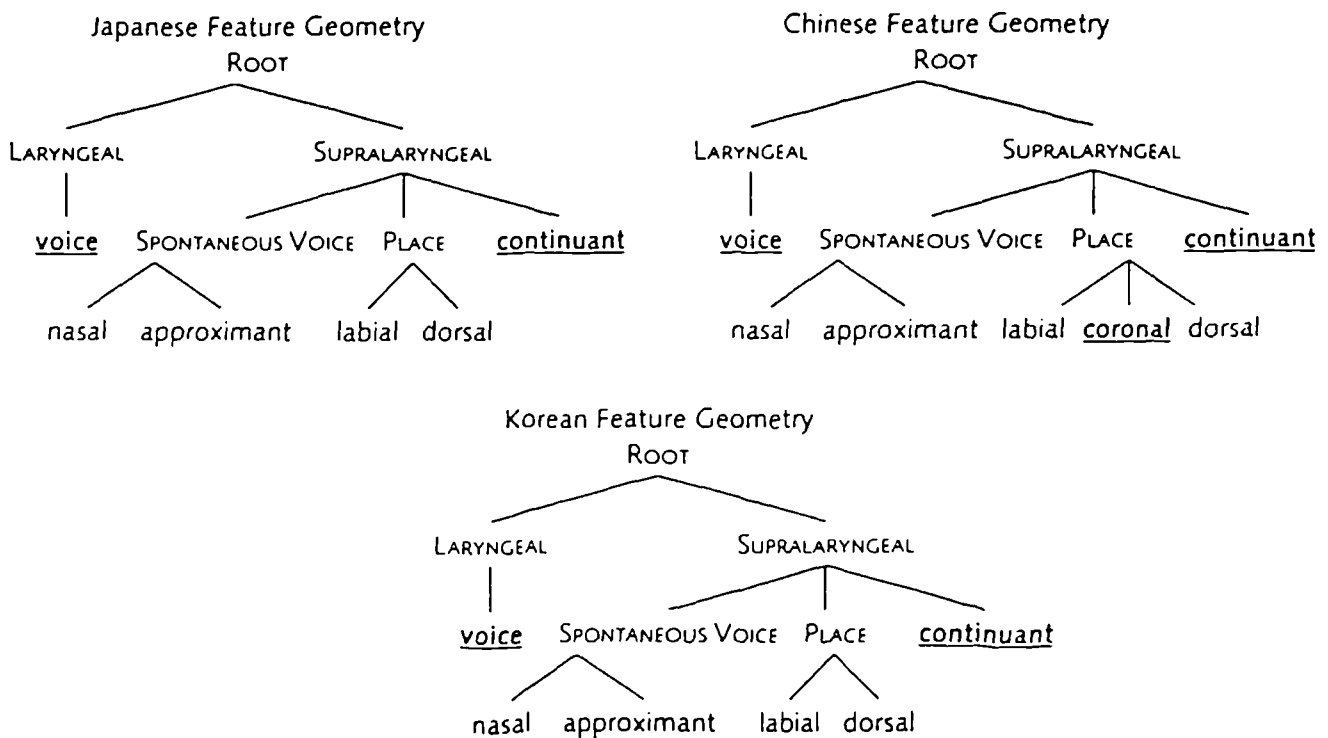 Japanese Feature Geometry
ROOT
LARYNGEAL SUPRALARYNGEAL
voice SPONTANEOUS VOICE PLACE continuant
nasal approximant labial dorsal
Chinese Feature Geometry
ROOT
LARYNGEAL SUPRALARYNGEAL
voice SPONTANEOUS VOICE PLACE continuant
nasal approximant labial coronal dorsal
Korean Feature Geometry
ROOT
LARYNGEAL SUPRALARYNGEAL
voice SPONTANEOUS VOICE PLACE continuant
nasal approximant labial dorsal